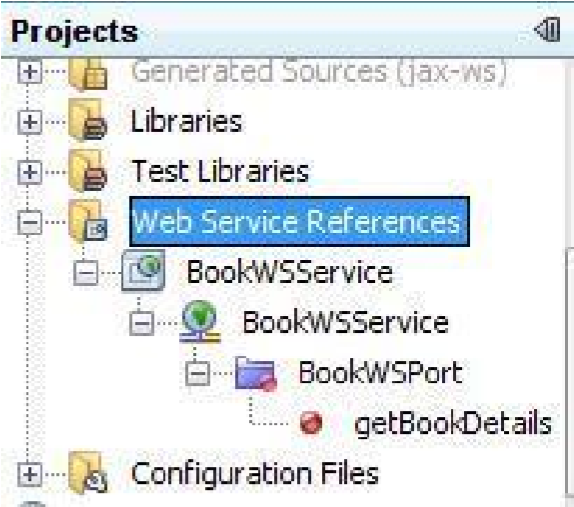 Projects
Generated Sources (jax-ws)
Libraries
Test Libraries
Web Service References
BookWSService
BookWSService
BookWSPort
getBookDetails
Configuration Files